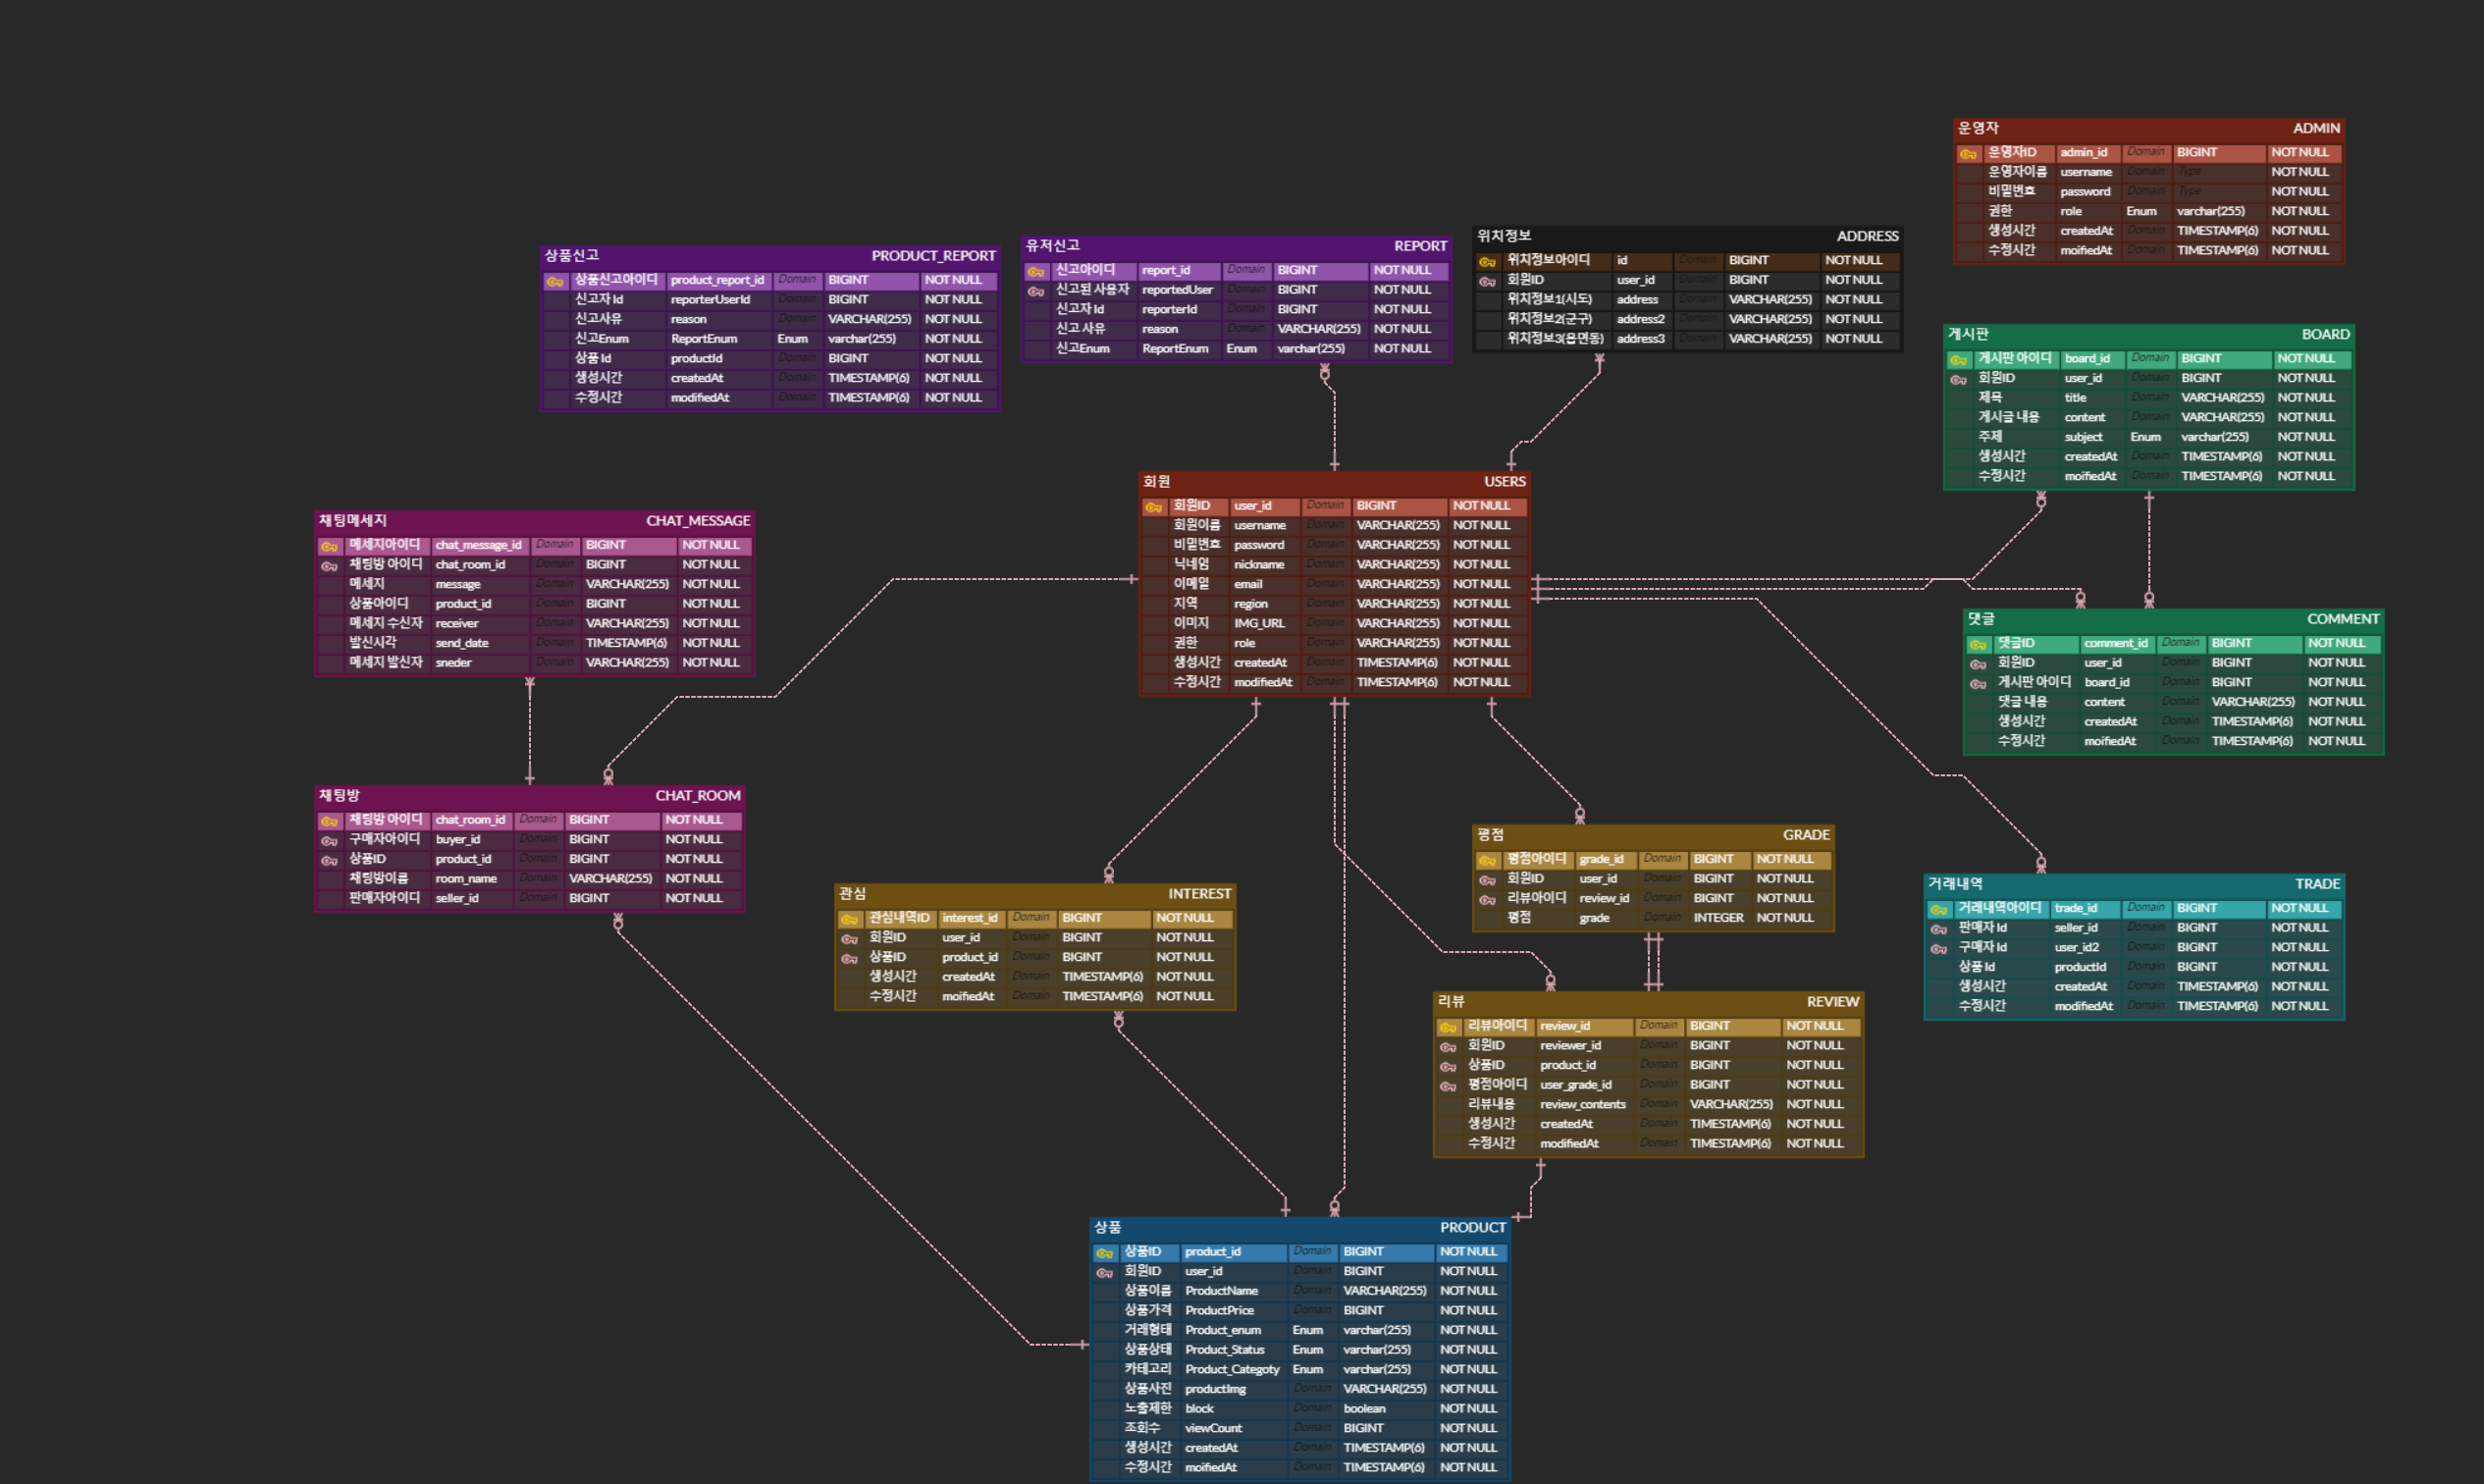 운영자 ADMIN
운영자ID admin_id Domain BIGINT NOT NULL
운영자이름 username Domain Type NOT NULL
비밀번호 password Domain Type NOT NULL
권한 role Enum varchar(255) NOT NULL
생성시간 createdAt Domain TIMESTAMP(6) NOT NULL
수정시간 moifiedAt Domain TIMESTAMP(6) NOT NULL
상품신고 PRODUCT_REPORT
상품신고아이디 product_report_id Domain BIGINT NOT NULL
신고자 Id reporterUserId Domain BIGINT NOT NULL
신고사유 reason Domain VARCHAR(255) NOT NULL
신고Enum ReportEnum Enum varchar(255) NOT NULL
상품 Id productId Domain BIGINT NOT NULL
생성시간 createdAt Domain TIMESTAMP(6) NOT NULL
수정시간 modifiedAt Domain TIMESTAMP(6) NOT NULL
유저신고 REPORT
신고아이디 report_id Domain BIGINT NOT NULL
신고된 사용자 reportedUser Domain BIGINT NOT NULL
신고자 Id reporterId Domain BIGINT NOT NULL
신고 사유 reason Domain VARCHAR(255) NOT NULL
신고Enum ReportEnum Enum varchar(255) NOT NULL
위치정보 ADDRESS
위치정보아이디 id Domain BIGINT NOT NULL
회원ID user_id Domain BIGINT NOT NULL
위치정보1(시도) address Domain VARCHAR(255) NOT NULL
위치정보2(군구) address2 Domain VARCHAR(255) NOT NULL
위치정보3(읍면동) address3 Domain VARCHAR(255) NOT NULL
게시판 BOARD
게시판 아이디 board_id Domain BIGINT NOT NULL
회원ID user_id Domain BIGINT NOT NULL
제목 title Domain VARCHAR(255) NOT NULL
게시글 내용 content Domain VARCHAR(255) NOT NULL
주제 subject Enum varchar(255) NOT NULL
생성시간 createdAt Domain TIMESTAMP(6) NOT NULL
수정시간 moifiedAt Domain TIMESTAMP(6) NOT NULL
회원 USERS
회원ID user_id Domain BIGINT NOT NULL
회원이름 username Domain VARCHAR(255) NOT NULL
비밀번호 password Domain VARCHAR(255) NOT NULL
닉네임 nickname Domain VARCHAR(255) NOT NULL
이메일 email Domain VARCHAR(255) NOT NULL
지역 region Domain VARCHAR(255) NOT NULL
이미지 IMG_URL Domain VARCHAR(255) NOT NULL
권한 role Domain VARCHAR(255) NOT NULL
생성시간 createdAt Domain TIMESTAMP(6) NOT NULL
수정시간 modifiedAt Domain TIMESTAMP(6) NOT NULL
채팅메세지 CHAT_MESSAGE
메세지아이디 chat_message_id Domain BIGINT NOT NULL
채팅방 아이디 chat_room_id Domain BIGINT NOT NULL
메세지 message Domain VARCHAR(255) NOT NULL
상품아이디 product_id Domain BIGINT NOT NULL
메세지 수신자 receiver Domain VARCHAR(255) NOT NULL
발신시각 send_date Domain TIMESTAMP(6) NOT NULL
메세지 발신자 sneder Domain VARCHAR(255) NOT NULL
댓글 COMMENT
댓글ID comment_id Domain BIGINT NOT NULL
회원ID user_id Domain BIGINT NOT NULL
게시판 아이디 board_id Domain BIGINT NOT NULL
댓글 내용 content Domain VARCHAR(255) NOT NULL
생성시간 createdAt Domain TIMESTAMP(6) NOT NULL
수정시간 moifiedAt Domain TIMESTAMP(6) NOT NULL
채팅방 CHAT_ROOM
채팅방 아이디 chat_room_id Domain BIGINT NOT NULL
구매자아이디 buyer_id Domain BIGINT NOT NULL
상품ID product_id Domain BIGINT NOT NULL
채팅방이름 room_name Domain VARCHAR(255) NOT NULL
판매자아이디 seller_id Domain BIGINT NOT NULL
평점 GRADE
평점아이디 grade_id Domain BIGINT NOT NULL
회원ID user_id Domain BIGINT NOT NULL
리뷰아이디 review_id Domain BIGINT NOT NULL
평점 grade Domain INTEGER NOT NULL
관심 INTEREST
관심내역ID interest_id Domain BIGINT NOT NULL
회원ID user_id Domain BIGINT NOT NULL
상품ID product_id Domain BIGINT NOT NULL
생성시간 createdAt Domain TIMESTAMP(6) NOT NULL
수정시간 moifiedAt Domain TIMESTAMP(6) NOT NULL
거래내역 TRADE
거래내역아이디 trade_id Domain BIGINT NOT NULL
판매자 Id seller_id Domain BIGINT NOT NULL
구매자 Id user_id2 Domain BIGINT NOT NULL
상품 Id productId Domain BIGINT NOT NULL
생성시간 createdAt Domain TIMESTAMP(6) NOT NULL
수정시간 modifiedAt Domain TIMESTAMP(6) NOT NULL
리뷰 REVIEW
리뷰아이디 review_id Domain BIGINT NOT NULL
회원ID reviewer_id Domain BIGINT NOT NULL
상품ID product_id Domain BIGINT NOT NULL
평점아이디 user_grade_id Domain BIGINT NOT NULL
리뷰내용 review_contents Domain VARCHAR(255) NOT NULL
생성시간 createdAt Domain TIMESTAMP(6) NOT NULL
수정시간 modifiedAt Domain TIMESTAMP(6) NOT NULL
상품 PRODUCT
상품ID product_id Domain BIGINT NOT NULL
회원ID user_id Domain BIGINT NOT NULL
상품이름 ProductName Domain VARCHAR(255) NOT NULL
상품가격 ProductPrice Domain BIGINT NOT NULL
거래형태 Product_enum Enum varchar(255) NOT NULL
상품상태 Product_Status Enum varchar(255) NOT NULL
카테고리 Product_Categoty Enum varchar(255) NOT NULL
상품사진 productImg Domain VARCHAR(255) NOT NULL
노출제한 block Domain boolean NOT NULL
조회수 viewCount Domain BIGINT NOT NULL
생성시간 createdAt Domain TIMESTAMP(6) NOT NULL
수정시간 moifiedAt Domain TIMESTAMP(6) NOT NULL